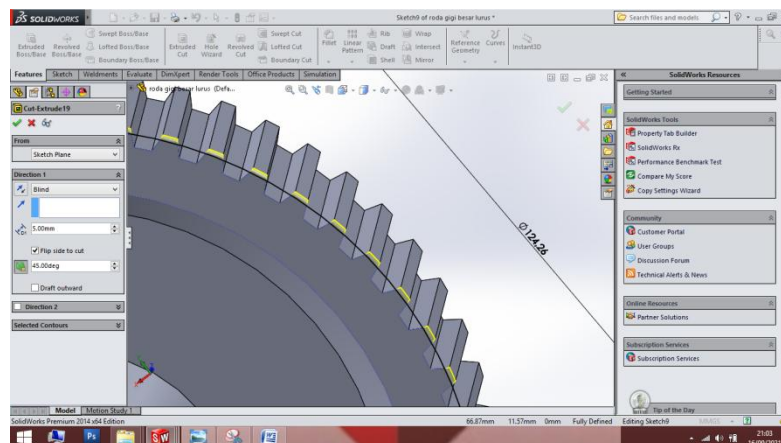 SOLIDWORKS
Sketch9 of roda gigi besar lurus *
Search files and models
Extruded Boss/Base
Revolved Boss/Base
Swept Boss/Base
Lofted Boss/Base
Boundary Boss/Base
Extruded Cut
Hole Wizard
Revolved Cut
Swept Cut
Lofted Cut
Boundary Cut
Fillet
Linear Pattern
Rib
Draft
Shell
Wrap
Intersect
Mirror
Reference Geometry
Curves
Instant3D
Features
Sketch
Weldments
Evaluate
DimXpert
Render Tools
Office Products
Simulation
roda gigi besar lurus (Defa...
Cut-Extrude19
From
Sketch Plane
Direction 1
Blind
5.00mm
Flip side to cut
45.00deg
Draft outward
Direction 2
Selected Contours
Ø124.26
SolidWorks Resources
Getting Started
SolidWorks Tools
Property Tab Builder
SolidWorks Rx
Performance Benchmark Test
Compare My Score
Copy Settings Wizard
Community
Customer Portal
User Groups
Discussion Forum
Technical Alerts & News
Online Resources
Partner Solutions
Subscription Services
Subscription Services
Tip of the Day
Model
Motion Study 1
SolidWorks Premium 2014 x64 Edition
66.87mm
11.57mm
0mm
Fully Defined
Editing Sketch9
MMGS
Ps
SW
W
21:03